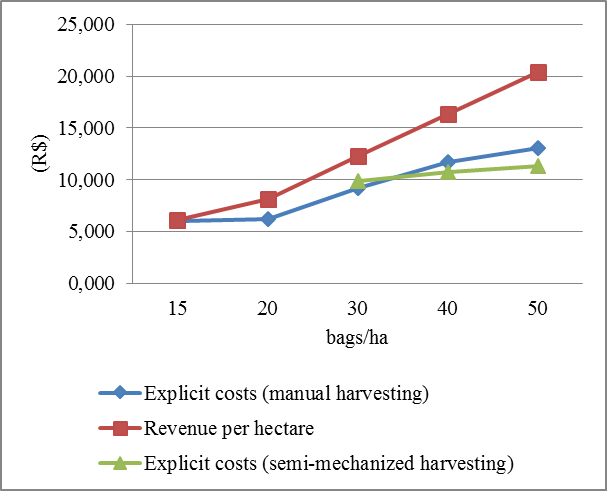 25,000
20,000
15,000
10,000
5,000
0,000
(R$)
15 20 30 40 50
bags/ha
Explicit costs (manual harvesting)
Revenue per hectare
Explicit costs (semi-mechanized harvesting)